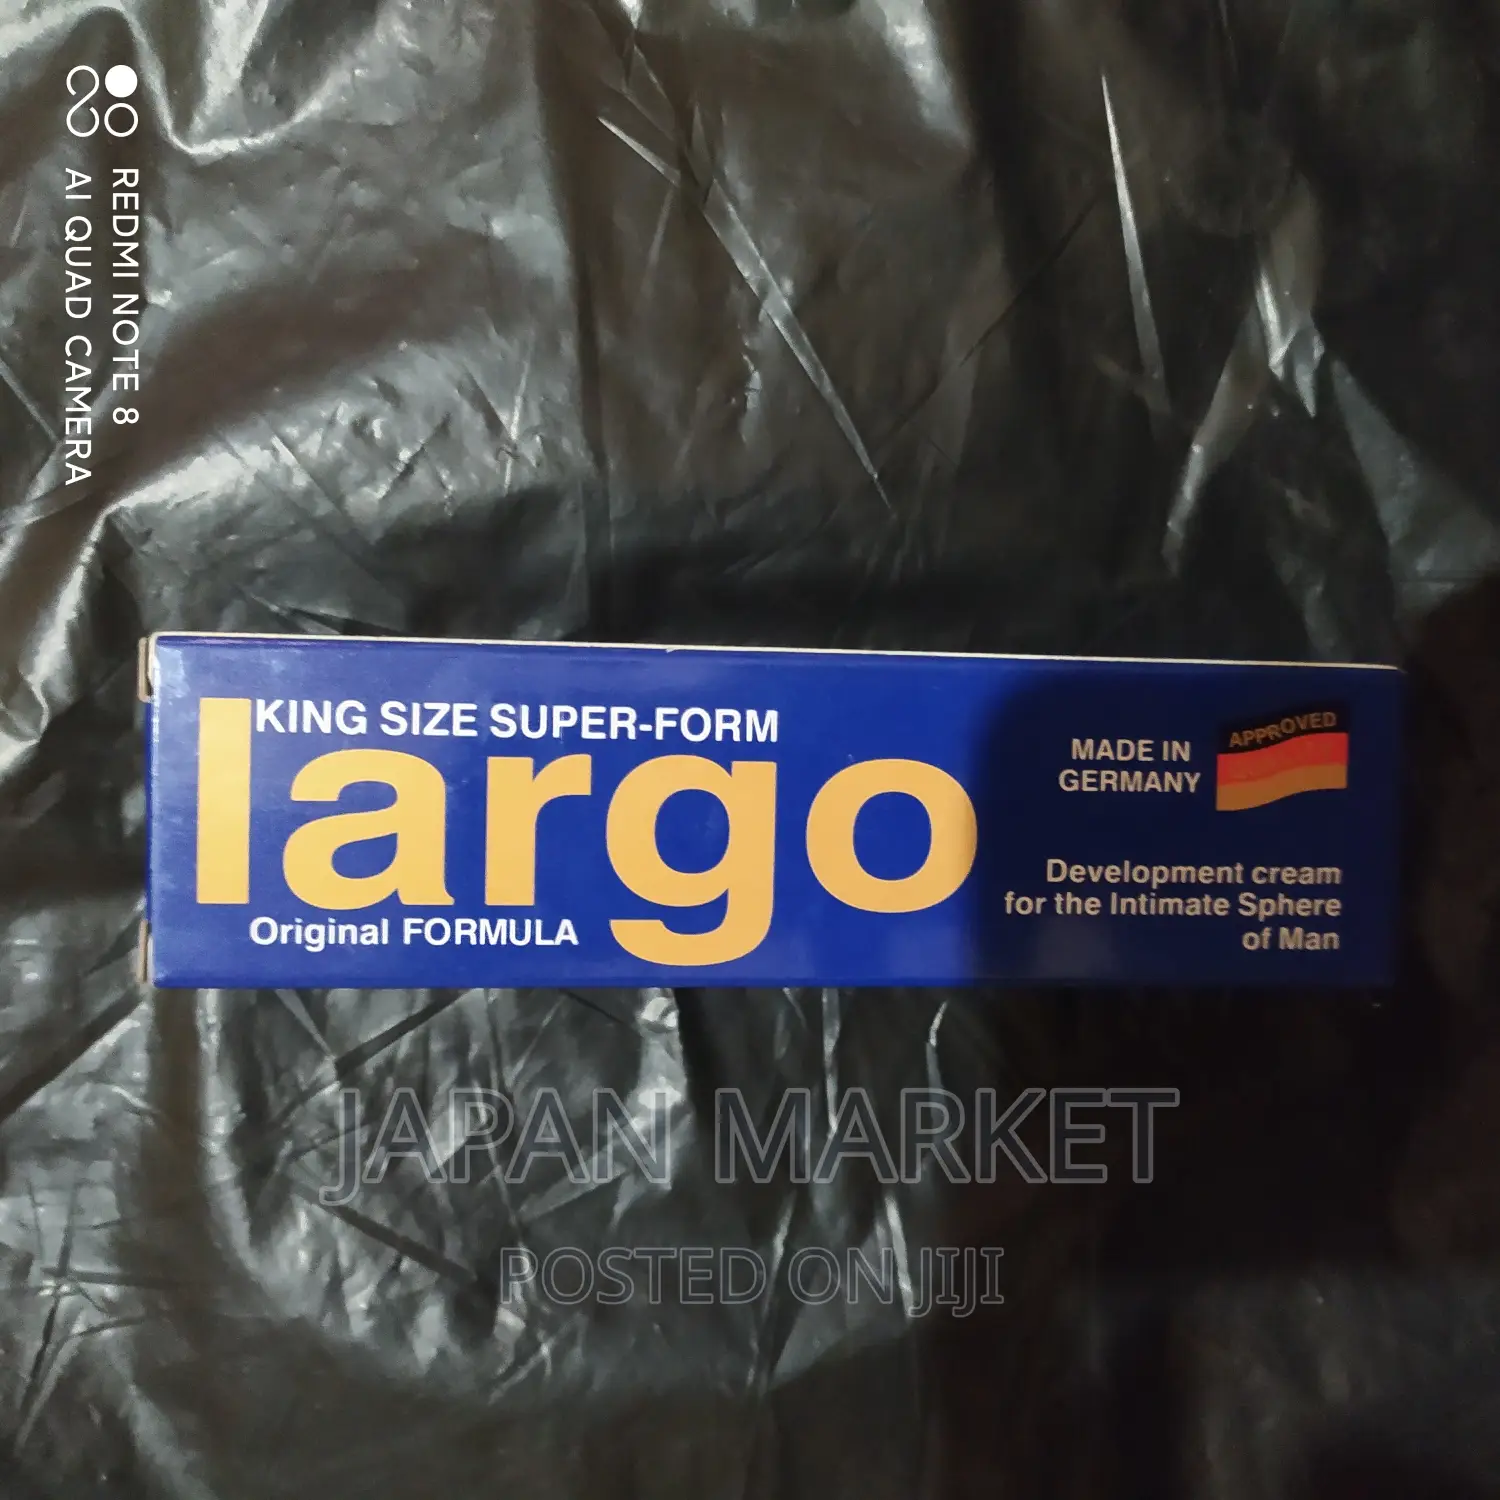 REDMI NOTE 8
AI QUAD CAMERA
KING SIZE SUPER-FORM
largo
Original FORMULA
MADE IN
GERMANY
APPROVED
Development cream
for the Intimate Sphere
of Man
JAPAN MARKET
POSTED ON JIJI